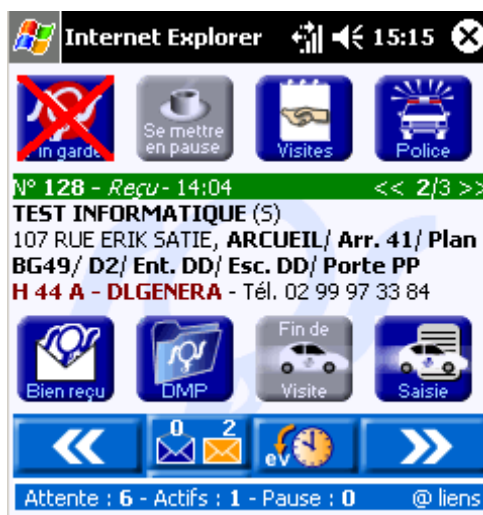 Internet Explorer 15:15
Fin garde
Se mettre
en pause
Visites
Police
N° 128 - Reçu - 14:04 << 2/3 >>
TEST INFORMATIQUE (S)
107 RUE ERIK SATIE, ARCUEIL/ Arr. 41/ Plan
BG49/ D2/ Ent. DD/ Esc. DD/ Porte PP
H 44 A - DLGENERA - Tél. 02 99 97 33 84
Bien reçu
DMP
Fin de
Visite
Saisie
0 2
eV
Attente : 6 - Actifs : 1 - Pause : 0 @ liens